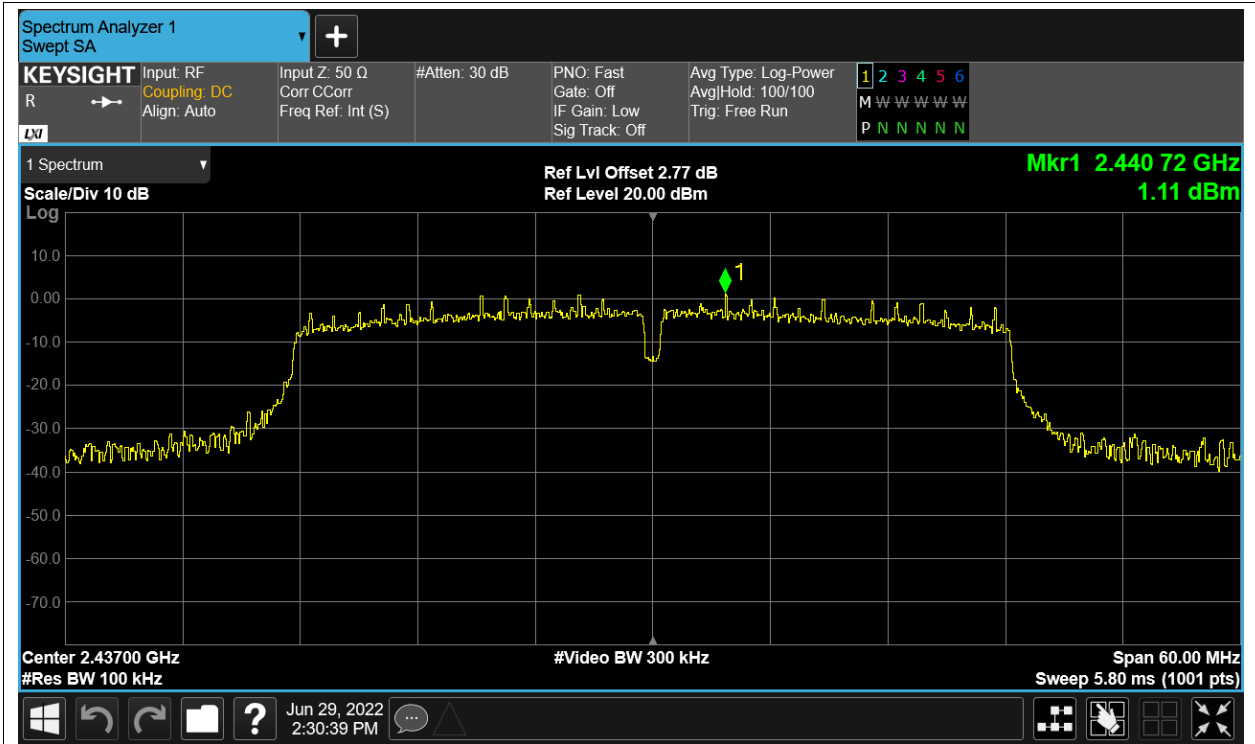 Spectrum Analyzer 1
Swept SA
KEYSIGHT
R
LXI
Input: RF
Coupling: DC
Align: Auto
Input Z: 50 Ω
Corr CCorr
Freq Ref: Int (S)
#Atten: 30 dB
PNO: Fast
Gate: Off
IF Gain: Low
Sig Track: Off
Avg Type: Log-Power
Avg|Hold: 100/100
Trig: Free Run
1 2 3 4 5 6
M W W W W W W
P N N N N N
1 Spectrum
Scale/Div 10 dB
Ref Lvl Offset 2.77 dB
Ref Level 20.00 dBm
Mkr1 2.440 72 GHz
1.11 dBm
Log
10.0
0.00
-10.0
-20.0
-30.0
-40.0
-50.0
-60.0
-70.0
1
Center 2.43700 GHz
#Res BW 100 kHz
#Video BW 300 kHz
Span 60.00 MHz
Sweep 5.80 ms (1001 pts)
?
Jun 29, 2022
2:30:39 PM